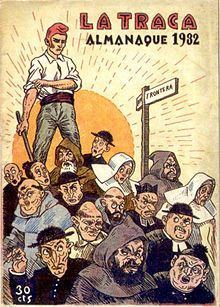 LA TRACA
ALMANAQUE 1932
FRONTERA
30
cts